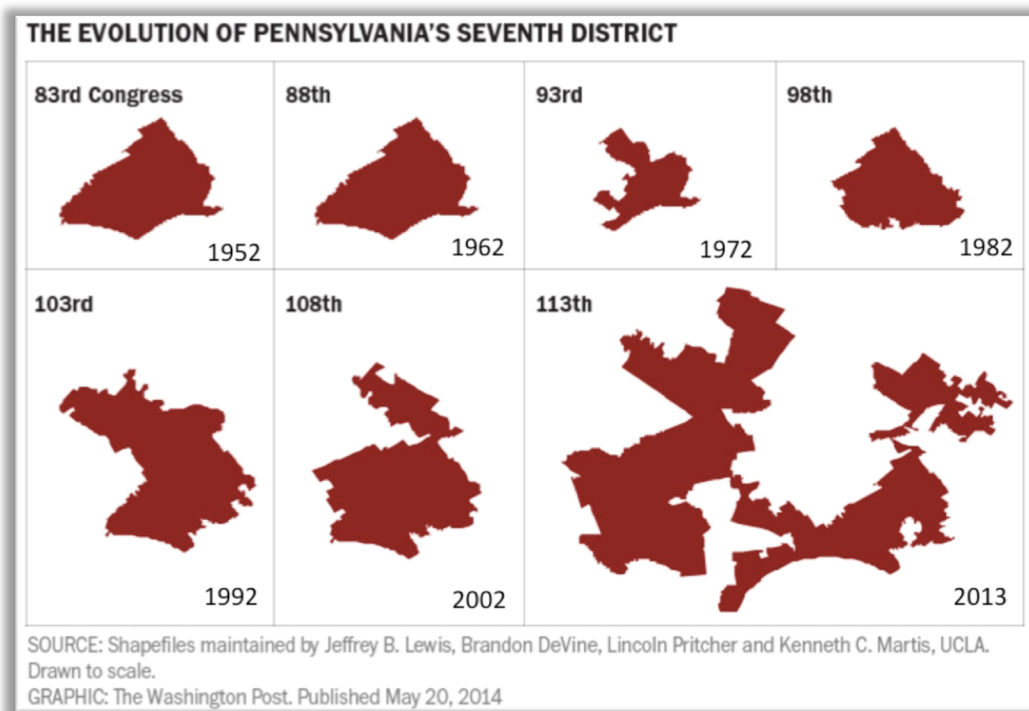 THE EVOLUTION OF PENNSYLVANIA'S SEVENTH DISTRICT
83rd Congress
1952
88th
1962
93rd
1972
98th
1982
103rd
1992
108th
2002
113th
2013
SOURCE: Shapefiles maintained by Jeffrey B. Lewis, Brandon DeVine, Lincoln Pritcher and Kenneth C. Martis, UCLA.
Drawn to scale.
GRAPHIC: The Washington Post. Published May 20, 2014